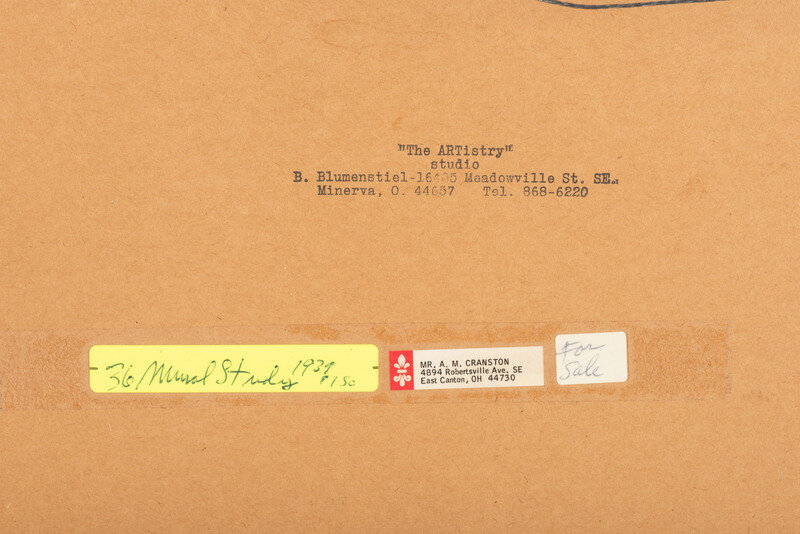 "The ARTistry"
studio
B. Blumenstiel-16405 Meadowville St. SE.
Minerva, O. 44657 Tel. 868-6220
36 Mural Study 1939
$150
MR. A. M. CRANSTON
4894 Robertsville Ave. SE
East Canton, OH 44730
For
Sale